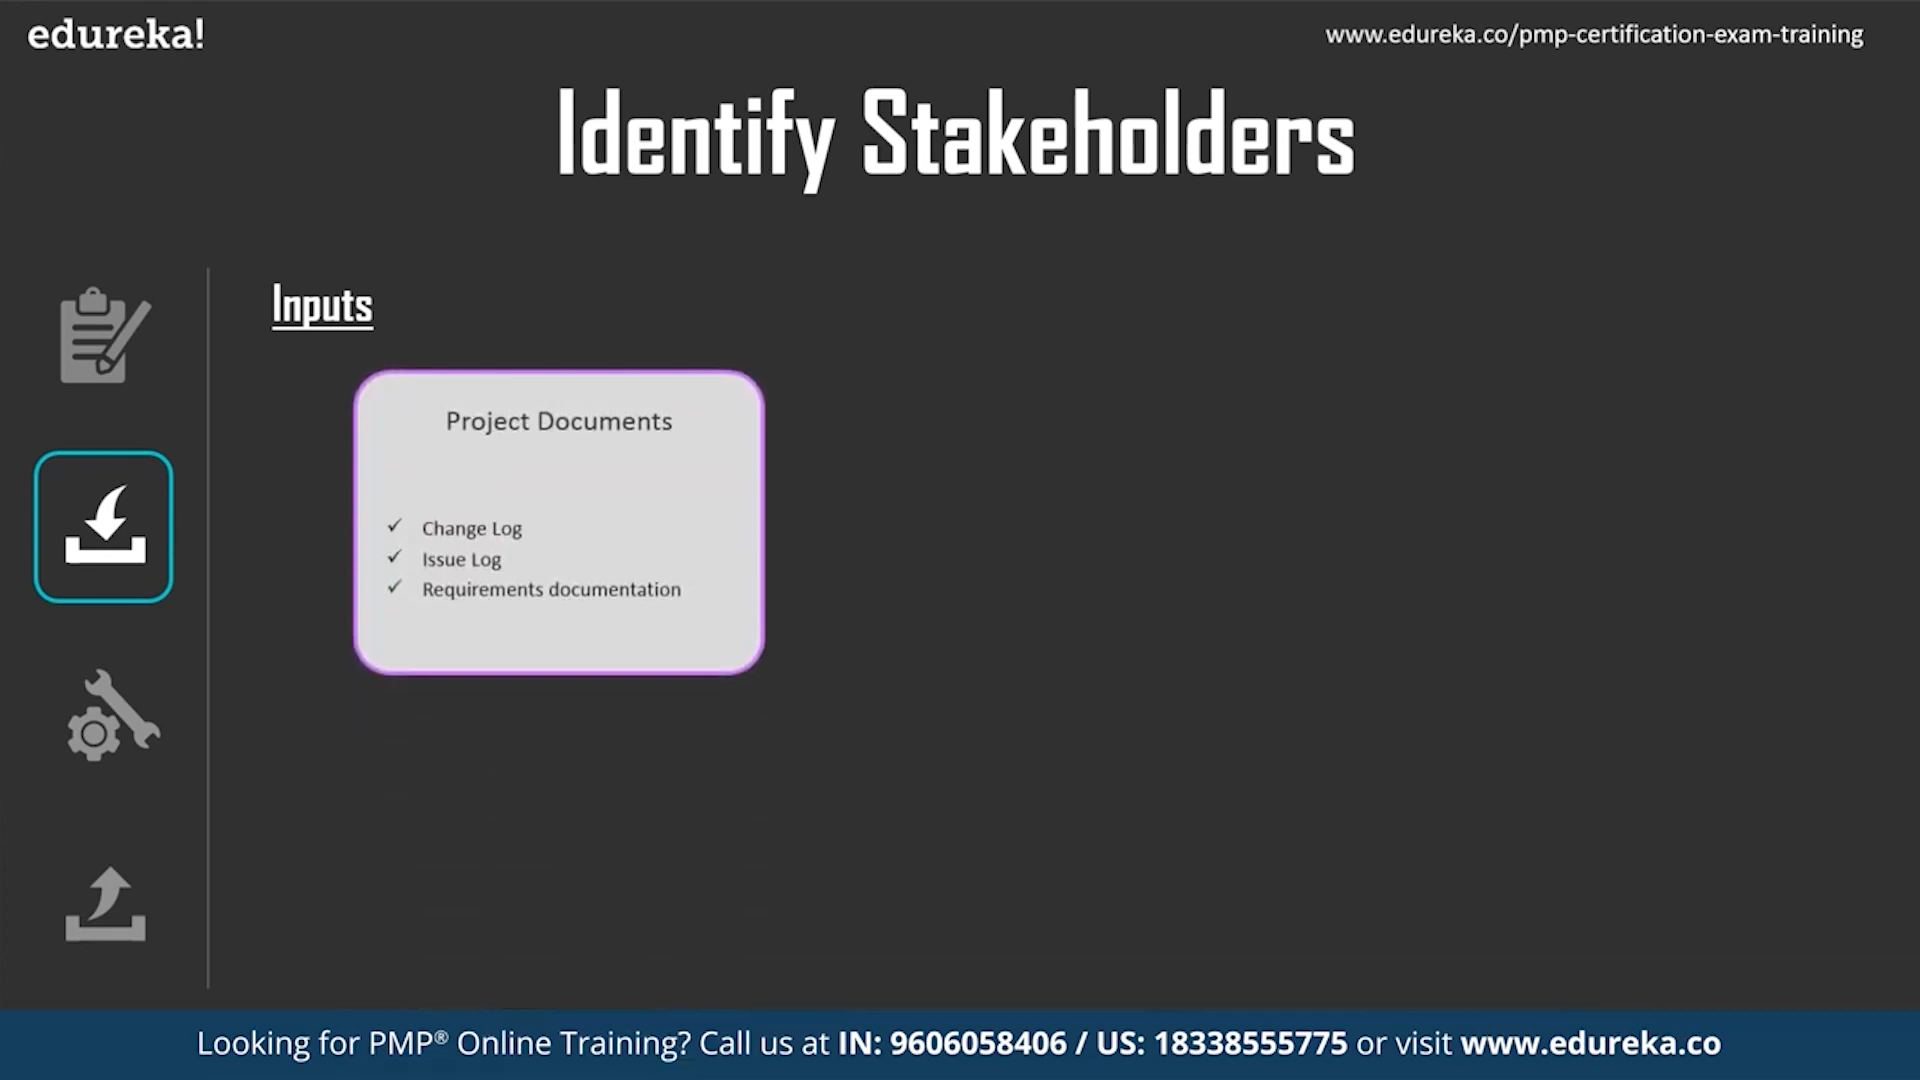 edureka!
www.edureka.co/pmp-certification-exam-training
Identify Stakeholders
Inputs
Project Documents
✓ Change Log
✓ Issue Log
✓ Requirements documentation
Looking for PMP® Online Training? Call us at IN: 9606058406 / US: 18338555775 or visit www.edureka.co